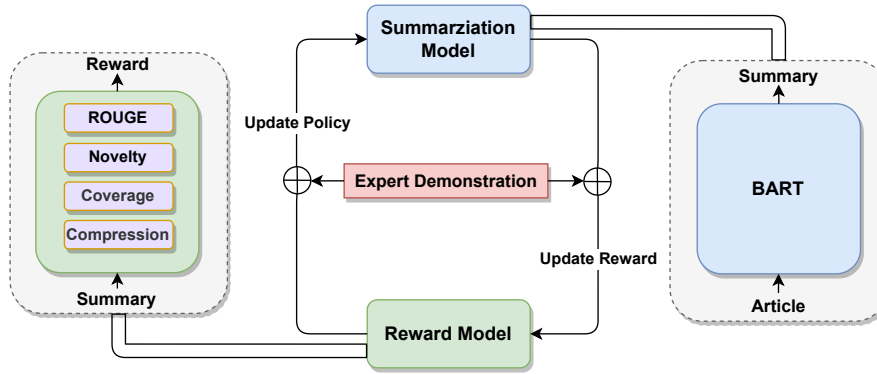 Reward
ROUGE
Novelty
Coverage
Compression
Summary
Summarziation
Model
Update Policy
Expert Demonstration
Update Reward
Reward Model
Summary
BART
Article